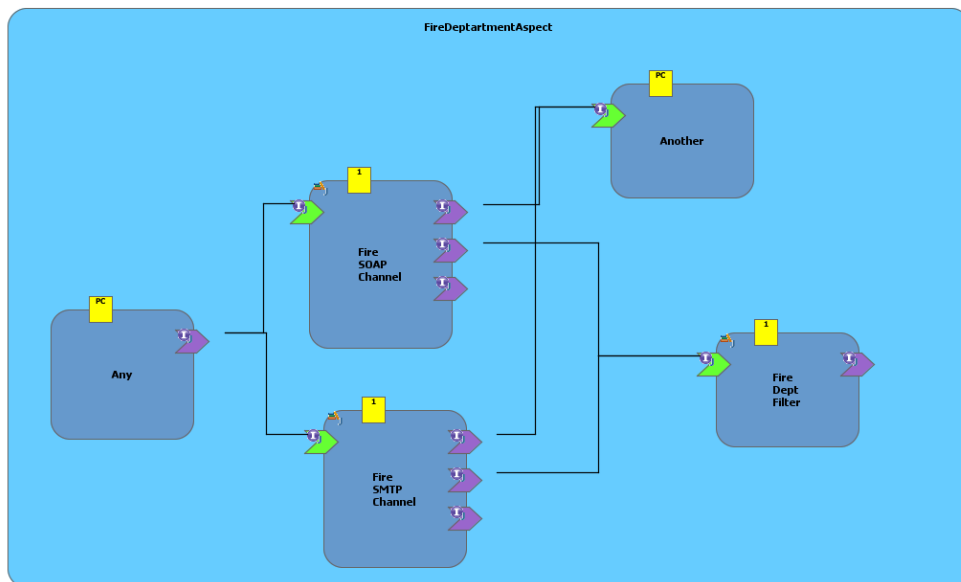 FireDeptartmentAspect
PC
Another
1
Fire
SOAP
Channel
PC
Any
1
Fire
Dept
Filter
1
Fire
SMTP
Channel